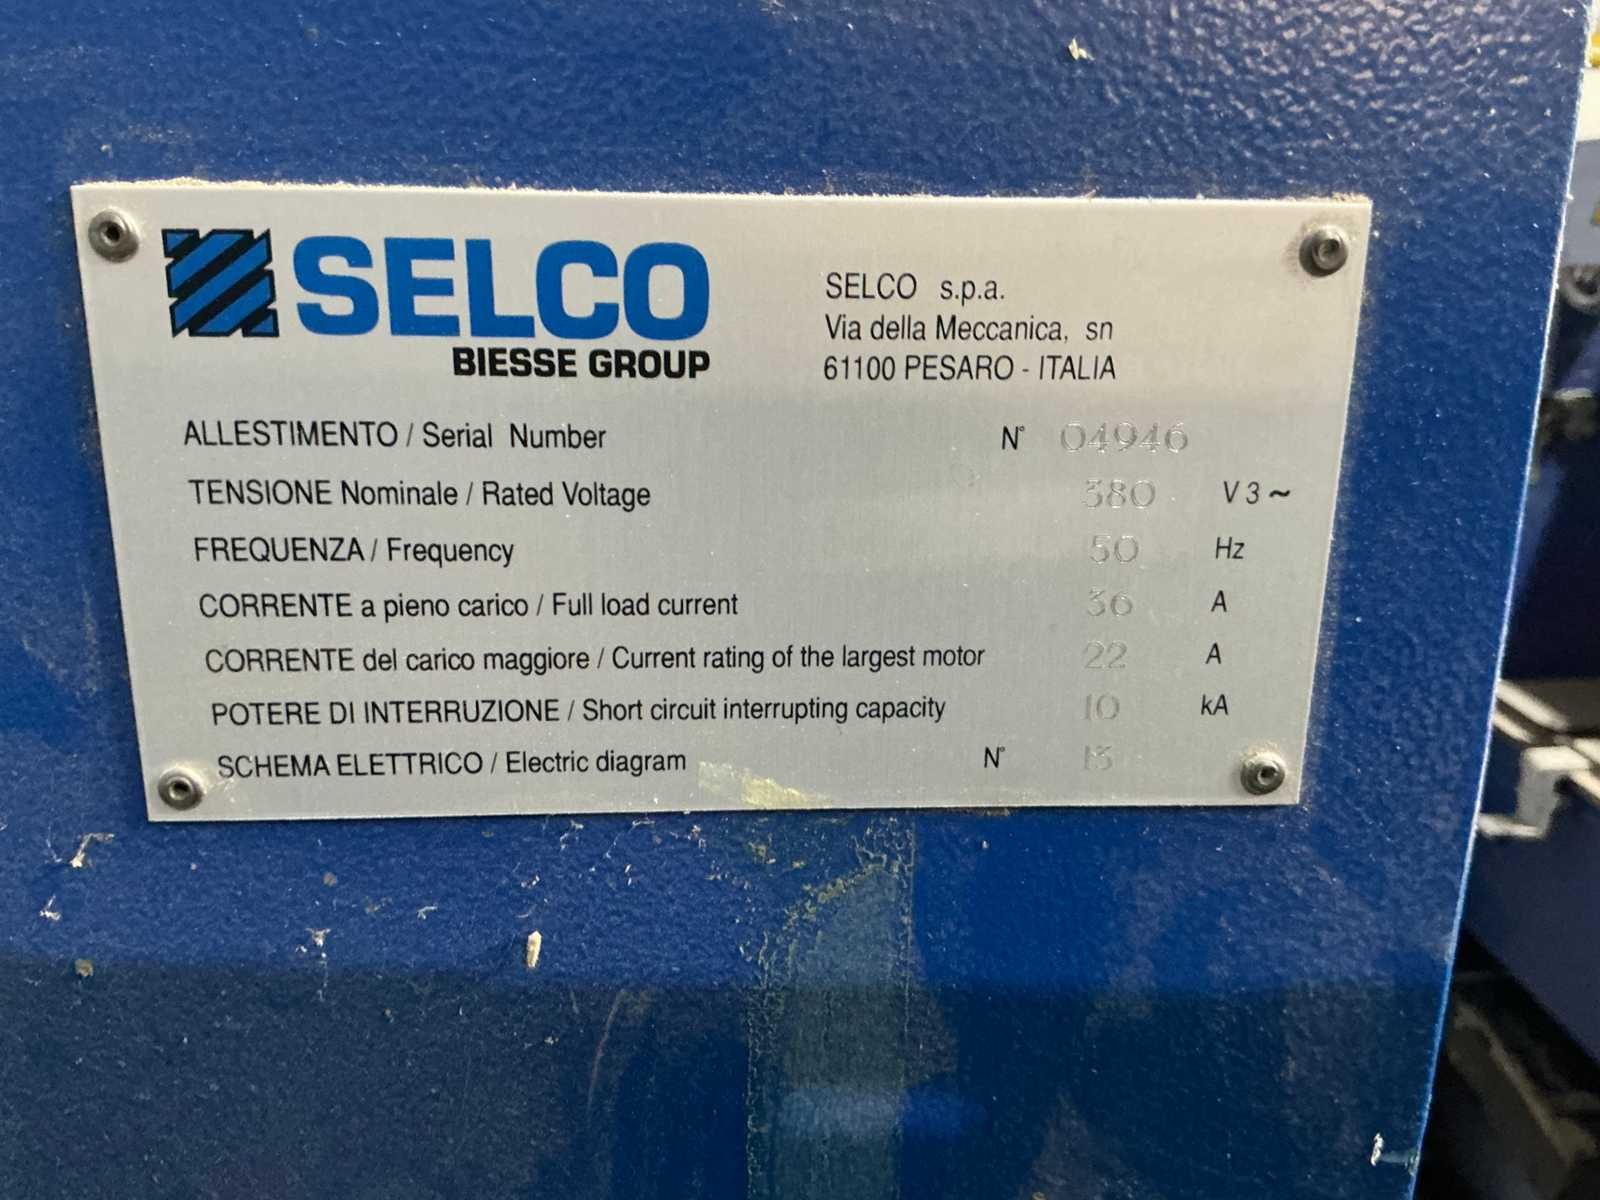 SELCO
BIESSE GROUP
SELCO s.p.a.
Via della Meccanica, sn
61100 PESARO - ITALIA
ALLESTIMENTO / Serial Number N° 04946
TENSIONE Nominale / Rated Voltage 380 V 3 ~
FREQUENZA / Frequency 50 Hz
CORRENTE a pieno carico / Full load current 36 A
CORRENTE del carico maggiore / Current rating of the largest motor 22 A
POTERE DI INTERRUZIONE / Short circuit interrupting capacity 10 kA
SCHEMA ELETTRICO / Electric diagram N° 13